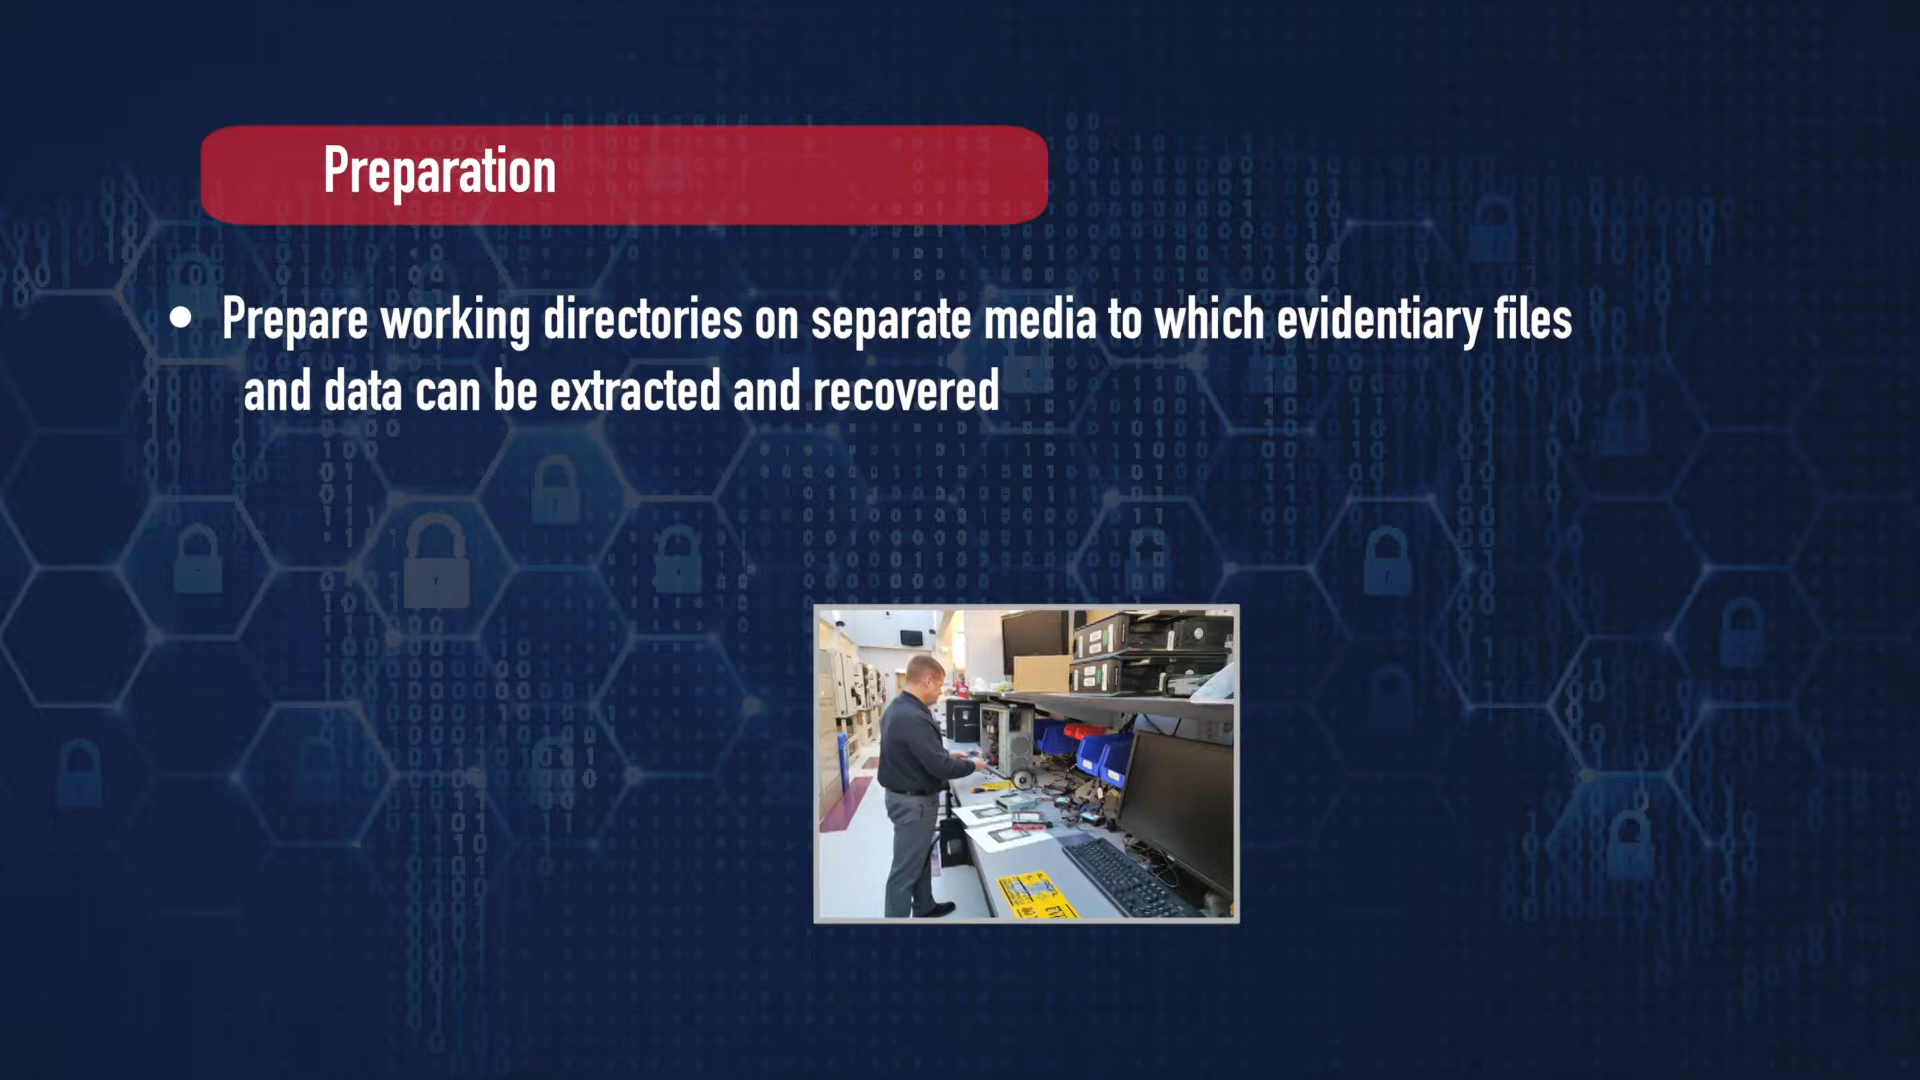 Preparation
• Prepare working directories on separate media to which evidentiary files
and data can be extracted and recovered